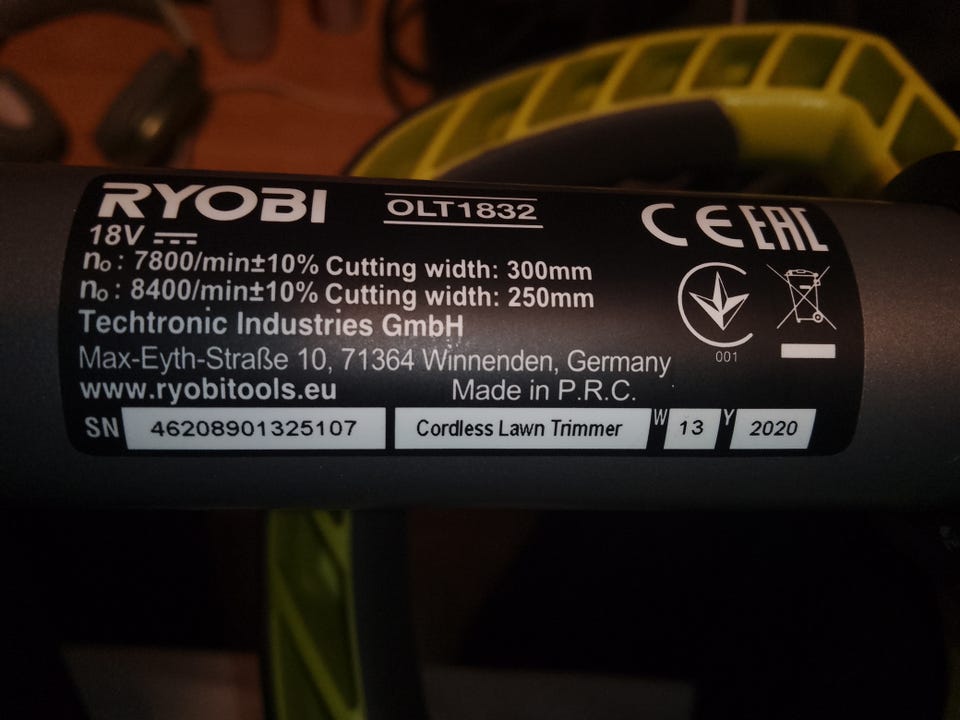 RYOBI OLT1832
CE EAC
18V
n₀: 7800/min±10% Cutting width: 300mm
n₀: 8400/min±10% Cutting width: 250mm
Techtronic Industries GmbH
Max-Eyth-Straße 10, 71364 Winnenden, Germany
001
www.ryobitools.eu Made in P.R.C.
SN 46208901325107 Cordless Lawn Trimmer W 13 Y 2020